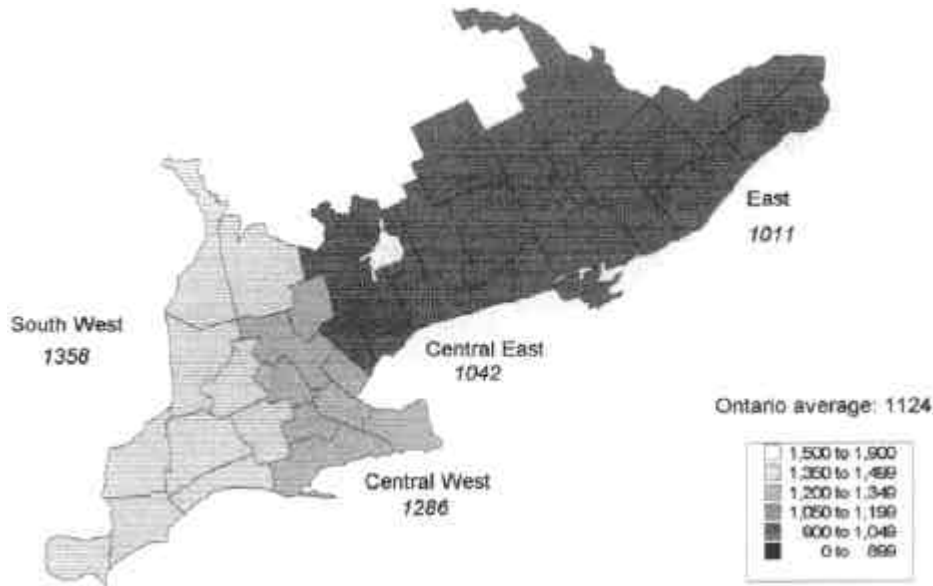 East
1011
South West
1358
Central East
1042
Ontario average: 1124
Central West
1286
1,500 to 1,900
1,350 to 1,499
1,200 to 1,349
1,050 to 1,199
900 to 1,049
0 to 899